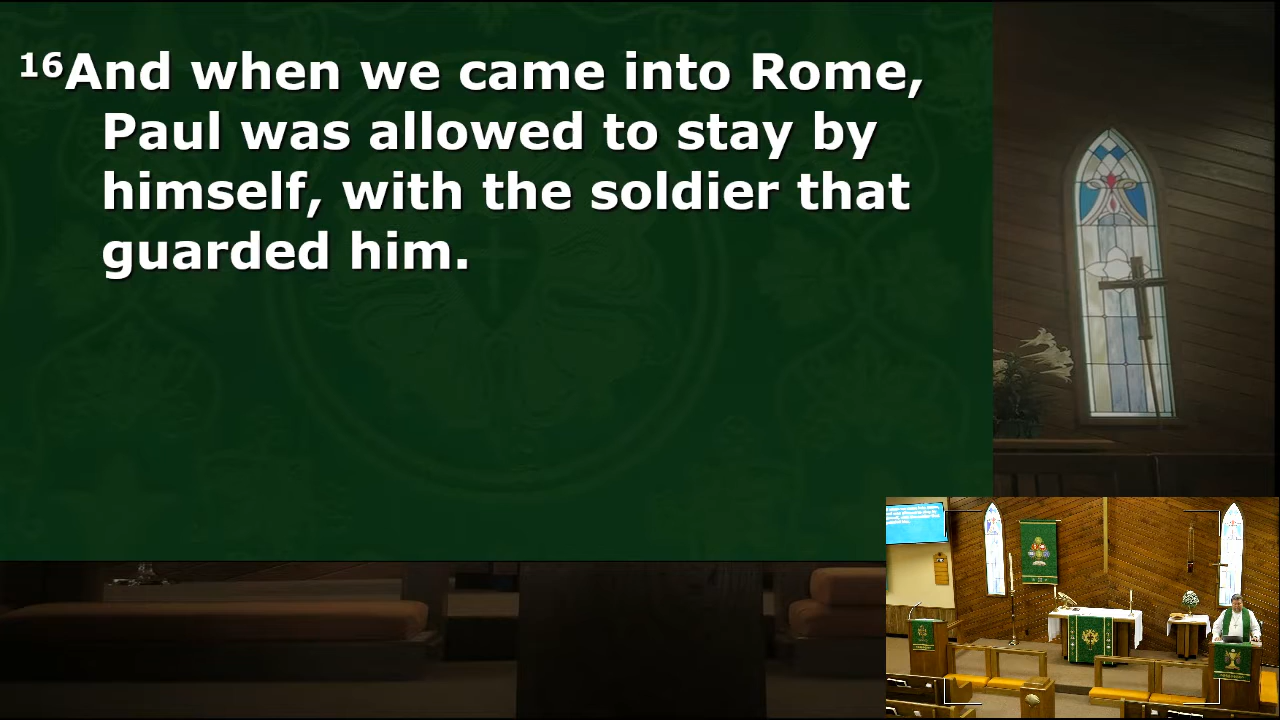 16And when we came into Rome,
Paul was allowed to stay by
himself, with the soldier that
guarded him.